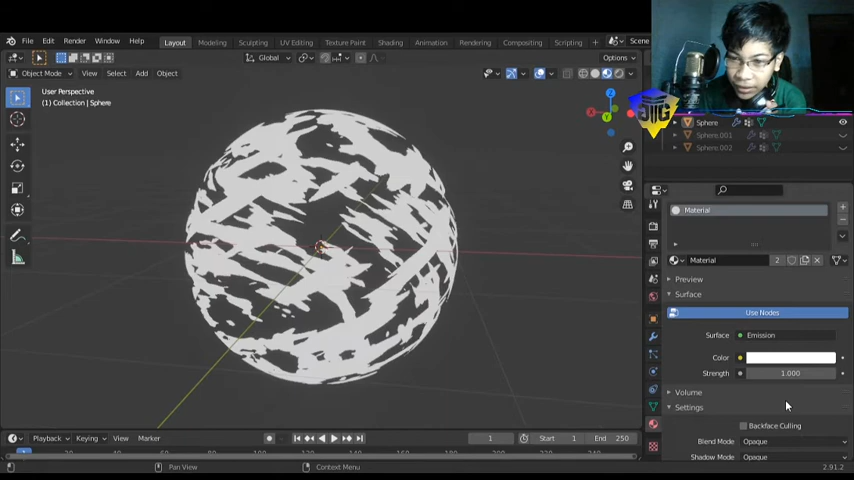 File Edit Render Window Help Layout Modeling Sculpting UV Editing Texture Paint Shading Animation Rendering Compositing Scripting Scene
Global Options
Object Mode View Select Add Object
User Perspective
(1) Collection | Sphere
Sphere
Sphere.001
Sphere.002
Material
Material 2
Preview
Surface
Use Nodes
Surface Emission
Color
Strength 1.000
Volume
Settings
Backface Culling
Blend Mode Opaque
Shadow Mode Opaque
Playback Keying View Marker 1 Start 1 End 250
Pan View Context Menu 2.91.2